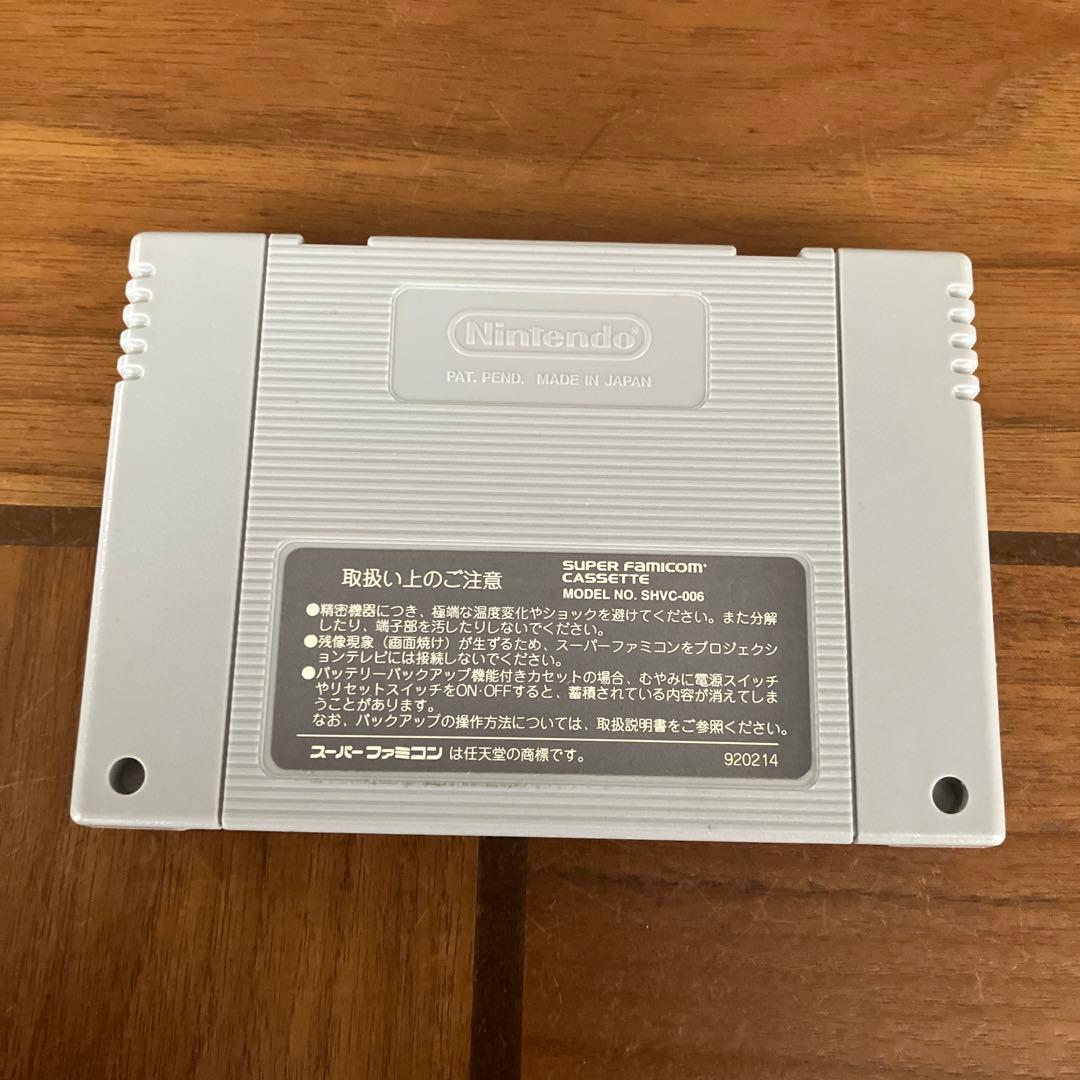 Nintendo®
PAT. PEND. MADE IN JAPAN
取扱い上のご注意
SUPER FAMICOM
CASSETTE
MODEL NO. SHVC-006
●精密機器につき、極端な温度変化やショックを避けてください。また分解
したり、端子部を汚したりしないでください。
●残像現象（画面焼け）が生ずるため、スーパーファミコンをプロジェクシ
ョンテレビには接続しないでください。
●バッテリーバックアップ機能付きカセットの場合、むやみに電源スイッチ
やリセットスイッチをON·OFFすると、蓄積されている内容が消えてしま
うことがあります。
なお、バックアップの操作方法については、取扱説明書をご参照ください。
スーパーファミコン は任天堂の商標です。
920214